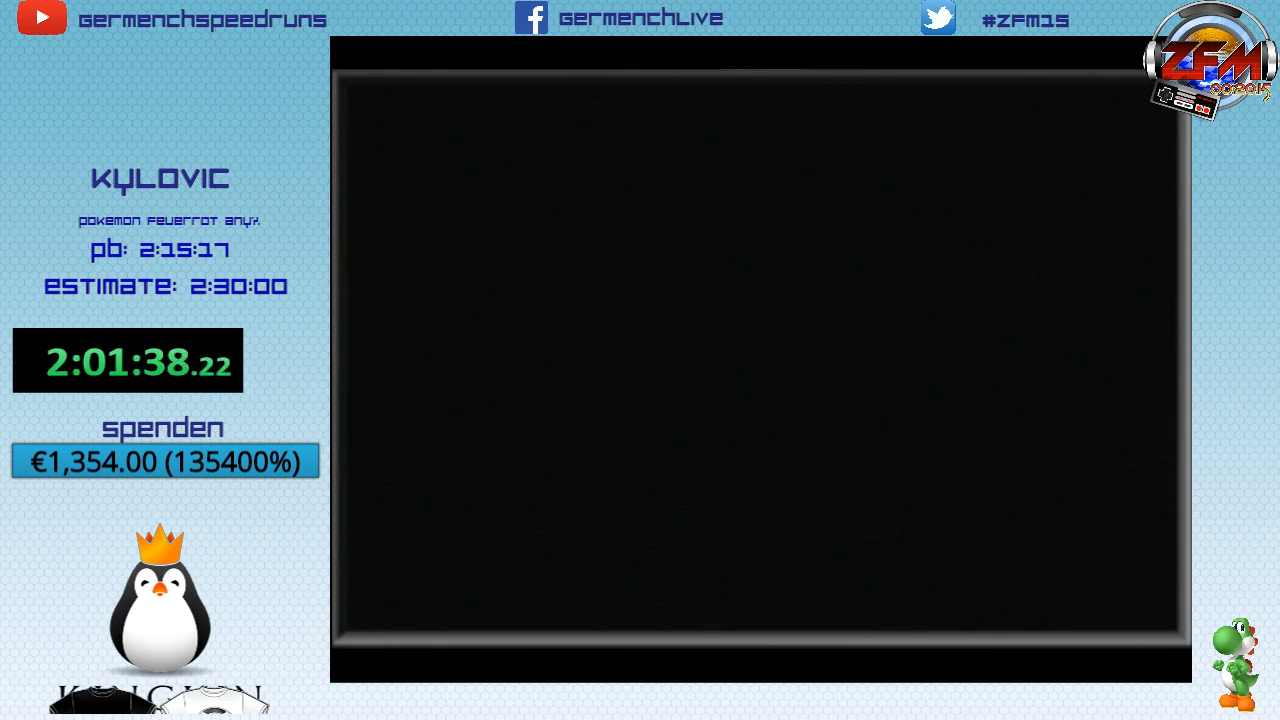 germenchspeedruns
germenchlive
#ZFM15
ZFM
kylovic
pokemon feuerrot any%
pb: 2:15:17
estimate: 2:30:00
2:01:38.22
spenden
€1,354.00 (135400%)